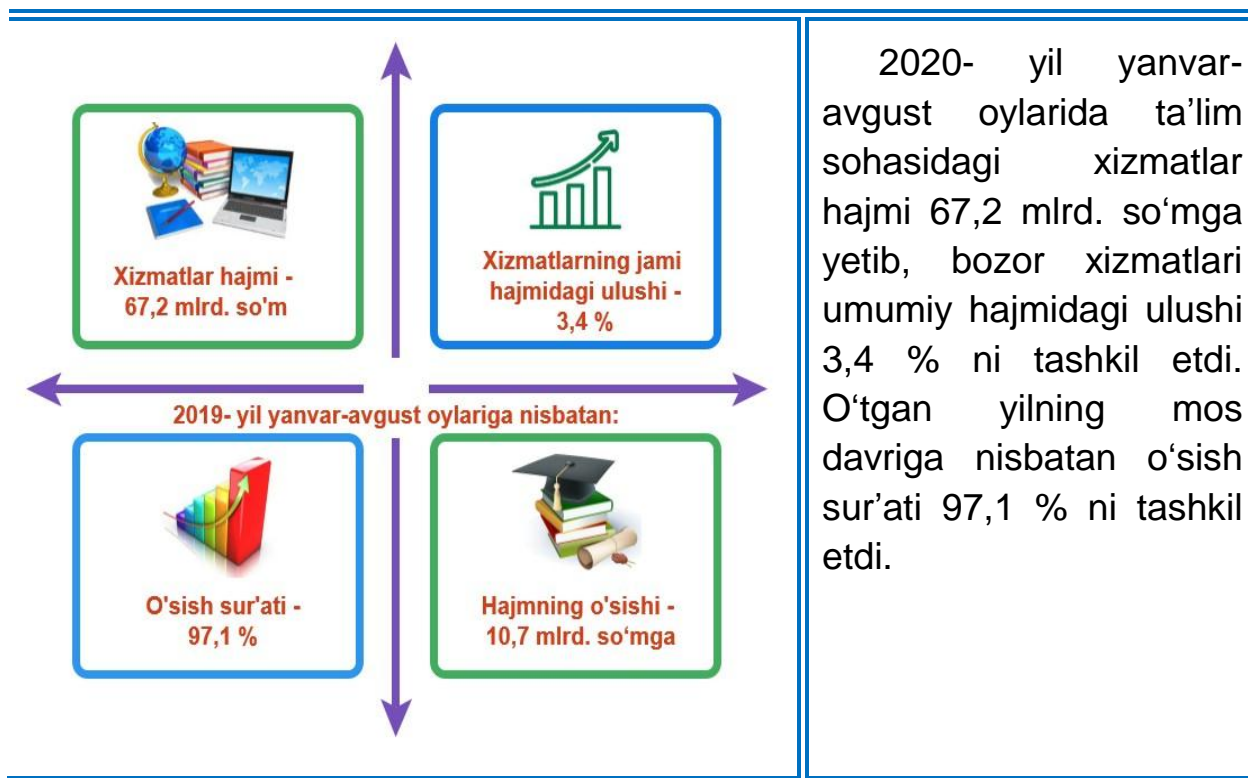 Xizmatlar hajmi -
67,2 mlrd. so'm
Xizmatlarning jami
hajmidagi ulushi -
3,4 %
2019- yil yanvar-avgust oylariga nisbatan:
O'sish sur'ati -
97,1 %
Hajmning o'sishi -
10,7 mlrd. so‘mga
2020- yil yanvar-
avgust oylarida ta’lim
sohasidagi xizmatlar
hajmi 67,2 mlrd. so‘mga
yetib, bozor xizmatlari
umumiy hajmidagi ulushi
3,4 % ni tashkil etdi.
O‘tgan yilning mos
davriga nisbatan o‘sish
sur’ati 97,1 % ni tashkil
etdi.